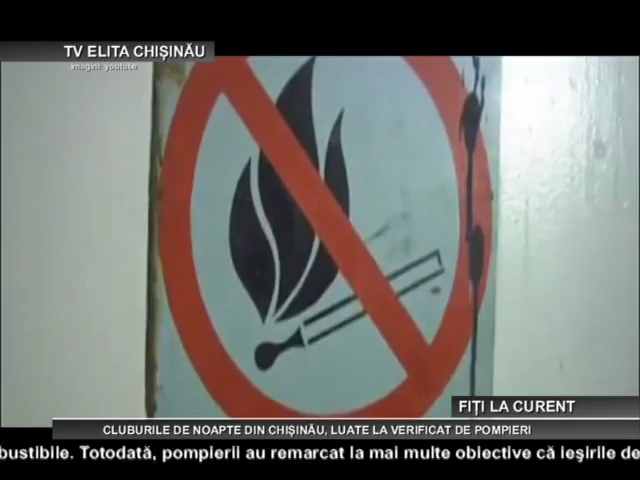 TV ELITA CHIȘINĂU
imagini: youtube
FIȚI LA CURENT
CLUBURILE DE NOAPTE DIN CHIȘINĂU, LUATE LA VERIFICAT DE POMPIERI
bustibile. Totodată, pompierii au remarcat la mai multe obiective că ieşirile de